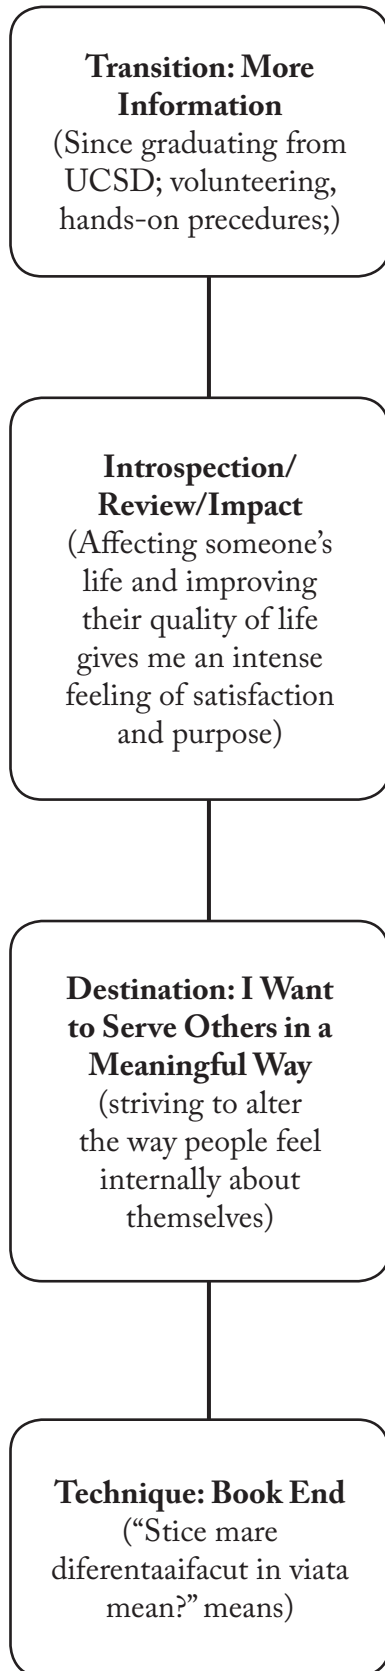 Transition: More
Information
(Since graduating from
UCSD; volunteering,
hands-on precedures;)
Introspection/
Review/Impact
(Affecting someone’s
life and improving
their quality of life
gives me an intense
feeling of satisfaction
and purpose)
Destination: I Want
to Serve Others in a
Meaningful Way
(striving to alter
the way people feel
internally about
themselves)
Technique: Book End
(“Stice mare
diferentaaifacut in viata
mean?” means)